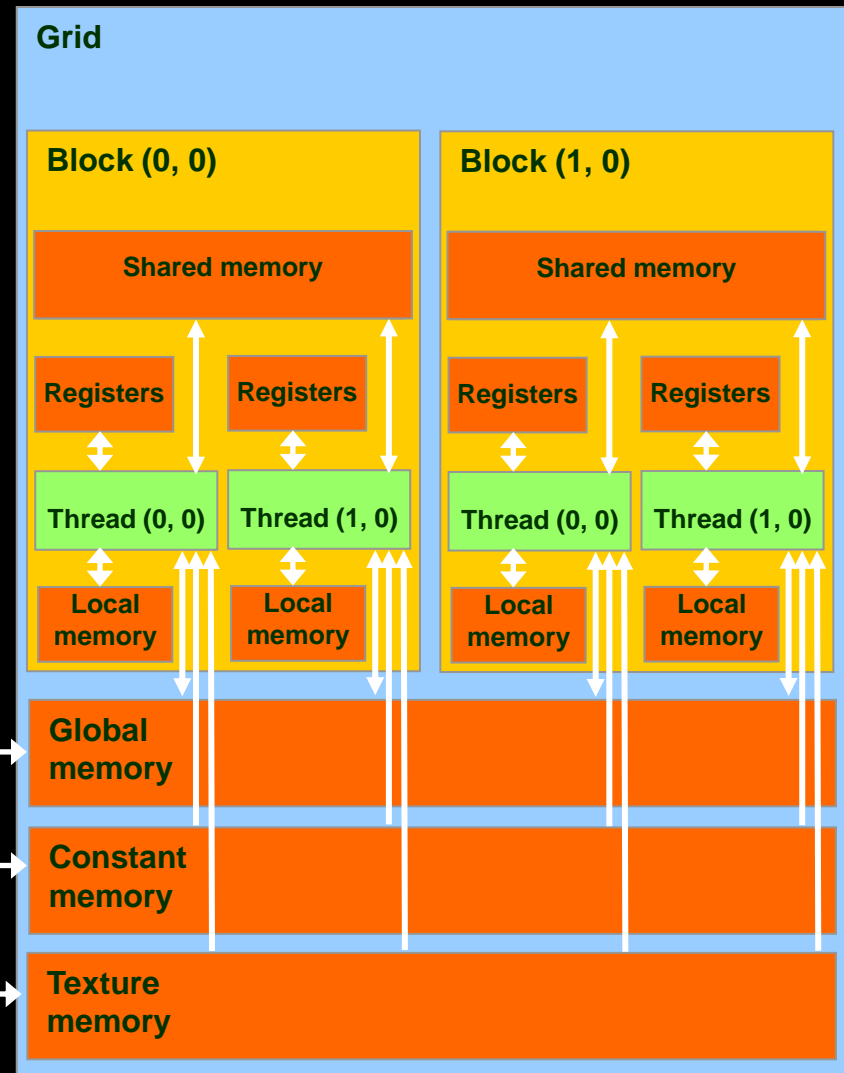 Grid
Block (0, 0)
Block (1, 0)
Shared memory
Shared memory
Registers
Registers
Registers
Registers
Thread (0, 0)
Thread (1, 0)
Thread (0, 0)
Thread (1, 0)
Local
memory
Local
memory
Local
memory
Local
memory
Global
memory
Constant
memory
Texture
memory